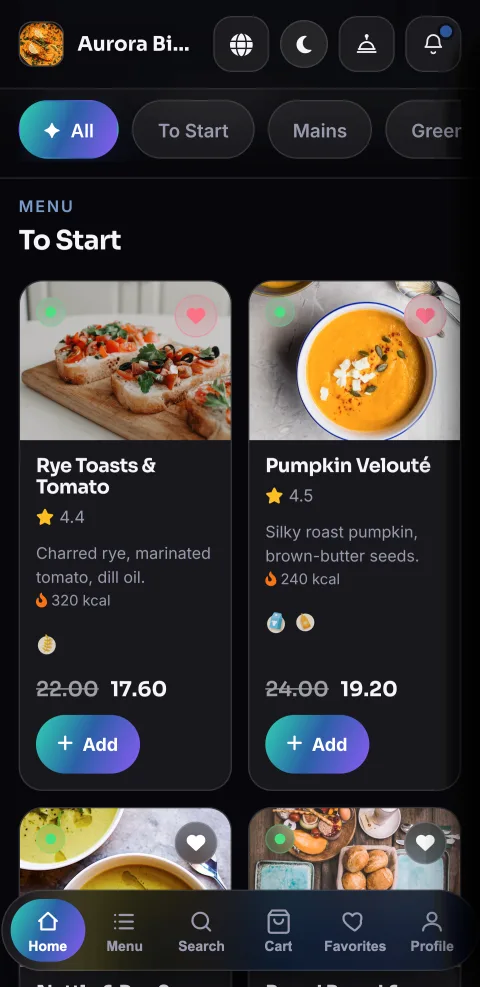 Aurora Bi...
All To Start Mains Green
MENU
To Start
Rye Toasts &
Tomato
4.4
Charred rye, marinated
tomato, dill oil.
320 kcal
22.00 17.60
+ Add
Pumpkin Velouté
4.5
Silky roast pumpkin,
brown-butter seeds.
240 kcal
24.00 19.20
+ Add
Home Menu Search Cart Favorites Profile